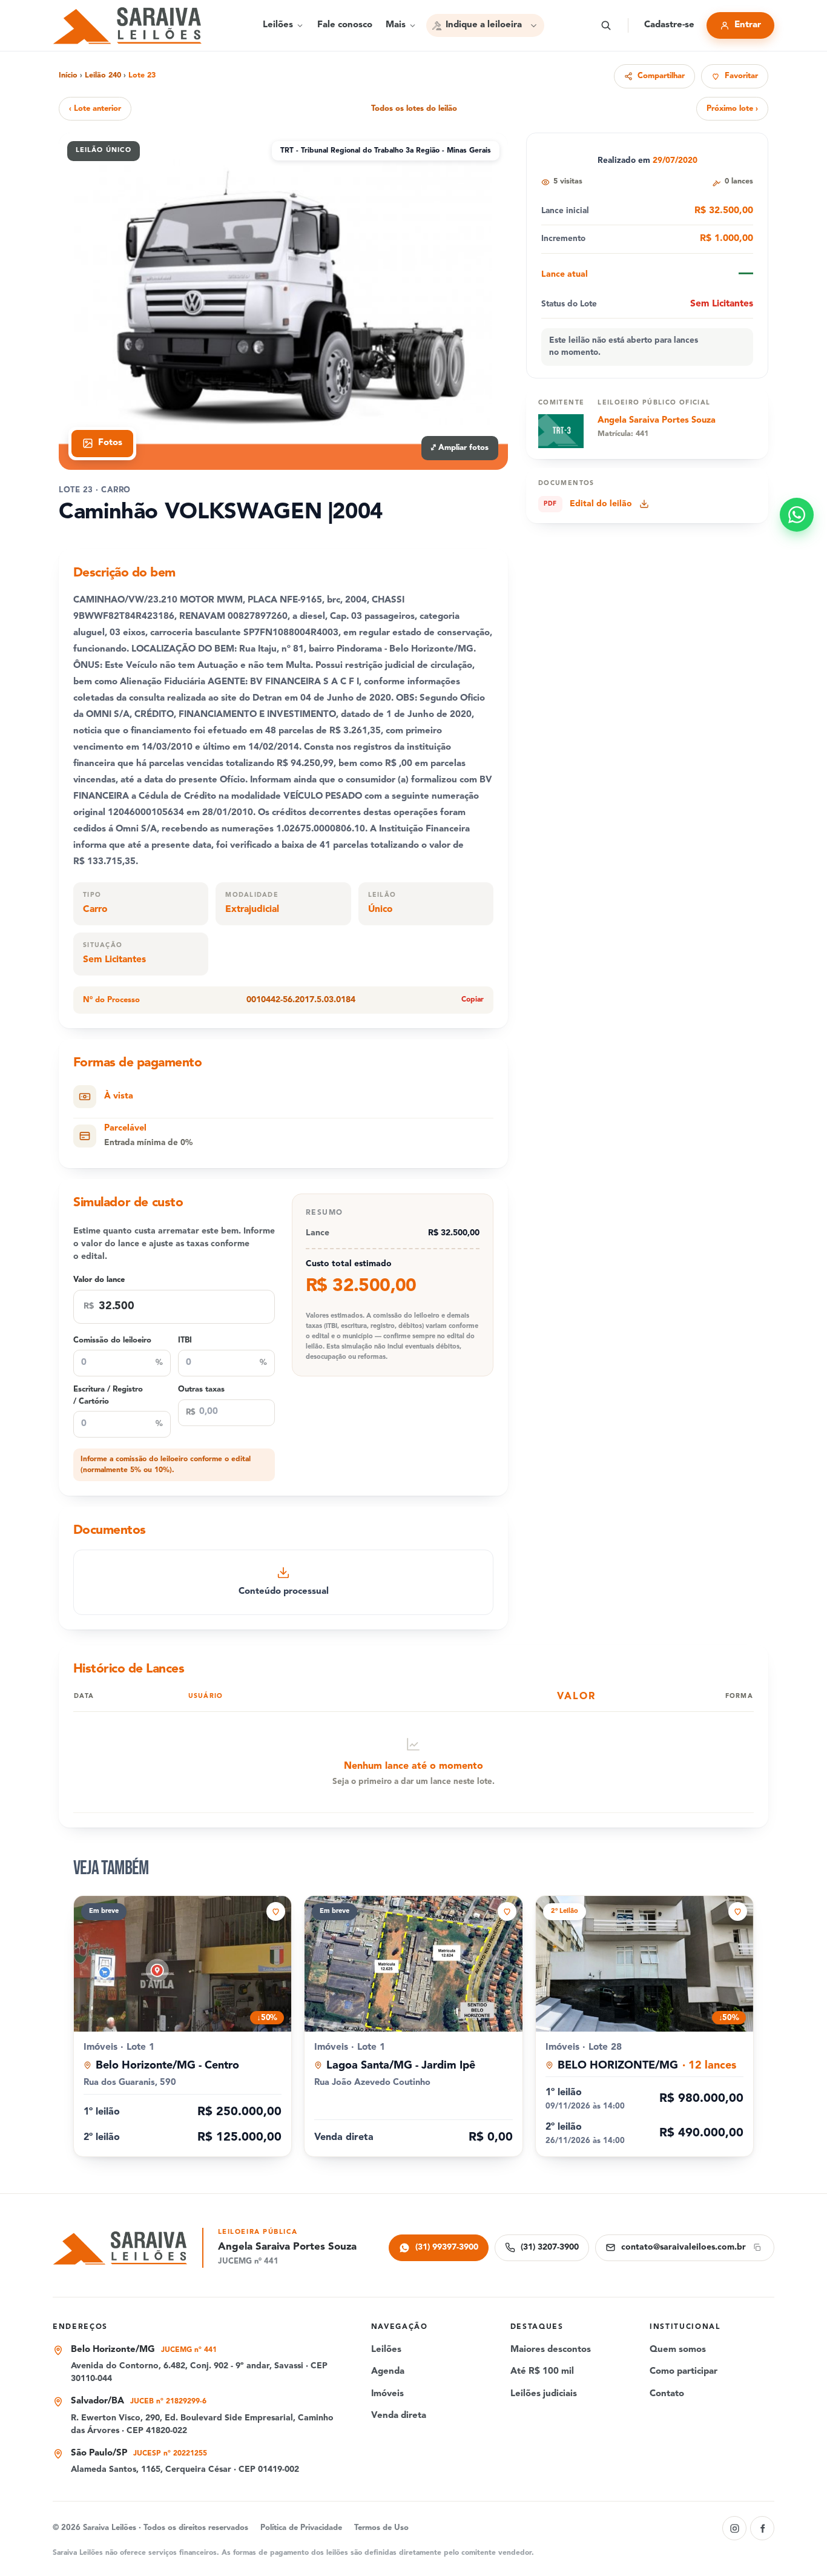 SARAIVA
LEILÕES
Leilões
Fale conosco
Mais
Indique a leiloeira
Cadastre-se
Entrar
Início › Leilão 240 › Lote 23
Compartilhar
Favoritar
‹ Lote anterior
Todos os lotes do leilão
Próximo lote ›
LEILÃO ÚNICO
TRT - Tribunal Regional do Trabalho 3a Região - Minas Gerais
Fotos
Ampliar fotos
LOTE 23 · CARRO
Caminhão VOLKSWAGEN |2004
Realizado em 29/07/2020
5 visitas
0 lances
Lance inicial
R$ 32.500,00
Incremento
R$ 1.000,00
Lance atual
—
Status do Lote
Sem Licitantes
Este leilão não está aberto para lances
no momento.
COMITENTE
TRT-3
LEILOEIRO PÚBLICO OFICIAL
Angela Saraiva Portes Souza
Matrícula: 441
DOCUMENTOS
PDF
Edital do leilão
Descrição do bem
CAMINHAO/VW/23.210 MOTOR MWM, PLACA NFE-9165, brc, 2004, CHASSI
9BWWF82T84R423186, RENAVAM 00827897260, a diesel, Cap. 03 passageiros, categoria
aluguel, 03 eixos, carroceria basculante SP7FN1088004R4003, em regular estado de conservação,
funcionando. LOCALIZAÇÃO DO BEM: Rua Itaju, nº 81, bairro Pindorama - Belo Horizonte/MG.
ÔNUS: Este Veículo não tem Autuação e não tem Multa. Possui restrição judicial de circulação,
bem como Alienação Fiduciária AGENTE: BV FINANCEIRA S A C F I, conforme informações
coletadas da consulta realizada ao site do Detran em 04 de Junho de 2020. OBS: Segundo Oficio
da OMNI S/A, CRÉDITO, FINANCIAMENTO E INVESTIMENTO, datado de 1 de Junho de 2020,
noticia que o financiamento foi efetuado em 48 parcelas de R$ 3.261,35, com primeiro
vencimento em 14/03/2010 e último em 14/02/2014. Consta nos registros da instituição
financeira que há parcelas vencidas totalizando R$ 94.250,99, bem como R$ ,00 em parcelas
vincendas, até a data do presente Ofício. Informam ainda que o consumidor (a) formalizou com BV
FINANCEIRA a Cédula de Crédito na modalidade VEÍCULO PESADO com a seguinte numeração
original 12046000105634 em 28/01/2010. Os créditos decorrentes destas operações foram
cedidos á Omni S/A, recebendo as numerações 1.02675.0000806.10. A Instituição Financeira
informa que até a presente data, foi verificado a baixa de 41 parcelas totalizando o valor de
R$ 133.715,35.
TIPO
Carro
MODALIDADE
Extrajudicial
LEILÃO
Único
SITUAÇÃO
Sem Licitantes
Nº do Processo
0010442-56.2017.5.03.0184
Copiar
Formas de pagamento
À vista
Parcelável
Entrada mínima de 0%
Simulador de custo
Estime quanto custa arrematar este bem. Informe
o valor do lance e ajuste as taxas conforme
o edital.
Valor do lance
R$ 32.500
Comissão do leiloeiro
0 %
ITBI
0 %
Escritura / Registro
/ Cartório
0 %
Outras taxas
R$ 0,00
Informe a comissão do leiloeiro conforme o edital
(normalmente 5% ou 10%).
RESUMO
Lance
R$ 32.500,00
Custo total estimado
R$ 32.500,00
Valores estimados. A comissão do leiloeiro e demais
taxas (ITBI, escritura, registro, débitos) variam conforme
o edital e o município — confirme sempre no edital do
leilão. Esta simulação não inclui eventuais débitos,
desocupação ou reformas.
Documentos
Conteúdo processual
Histórico de Lances
DATA
USUÁRIO
VALOR
FORMA
Nenhum lance até o momento
Seja o primeiro a dar um lance neste lote.
VEJA TAMBÉM
Em breve
D'AVILA
↓50%
Imóveis · Lote 1
Belo Horizonte/MG - Centro
Rua dos Guaranis, 590
1º leilão
R$ 250.000,00
2º leilão
R$ 125.000,00
Em breve
Matrícula
12.625
Matrícula
12.624
SENTIDO
BELO
HORIZONTE
Imóveis · Lote 1
Lagoa Santa/MG - Jardim Ipê
Rua João Azevedo Coutinho
Venda direta
R$ 0,00
2º Leilão
↓50%
Imóveis · Lote 28
BELO HORIZONTE/MG · 12 lances
1º leilão
09/11/2026 às 14:00
R$ 980.000,00
2º leilão
26/11/2026 às 14:00
R$ 490.000,00
SARAIVA
LEILÕES
LEILOEIRA PÚBLICA
Angela Saraiva Portes Souza
JUCEMG nº 441
(31) 99397-3900
(31) 3207-3900
contato@saraivaleiloes.com.br
ENDEREÇOS
Belo Horizonte/MG JUCEMG nº 441
Avenida do Contorno, 6.482, Conj. 902 - 9º andar, Savassi · CEP
30110-044
Salvador/BA JUCEB nº 21829299-6
R. Ewerton Visco, 290, Ed. Boulevard Side Empresarial, Caminho
das Árvores · CEP 41820-022
São Paulo/SP JUCESP nº 20221255
Alameda Santos, 1165, Cerqueira César · CEP 01419-002
NAVEGAÇÃO
Leilões
Agenda
Imóveis
Venda direta
DESTAQUES
Maiores descontos
Até R$ 100 mil
Leilões judiciais
INSTITUCIONAL
Quem somos
Como participar
Contato
© 2026 Saraiva Leilões · Todos os direitos reservados
Política de Privacidade
Termos de Uso
Saraiva Leilões não oferece serviços financeiros. As formas de pagamento dos leilões são definidas diretamente pelo comitente vendedor.